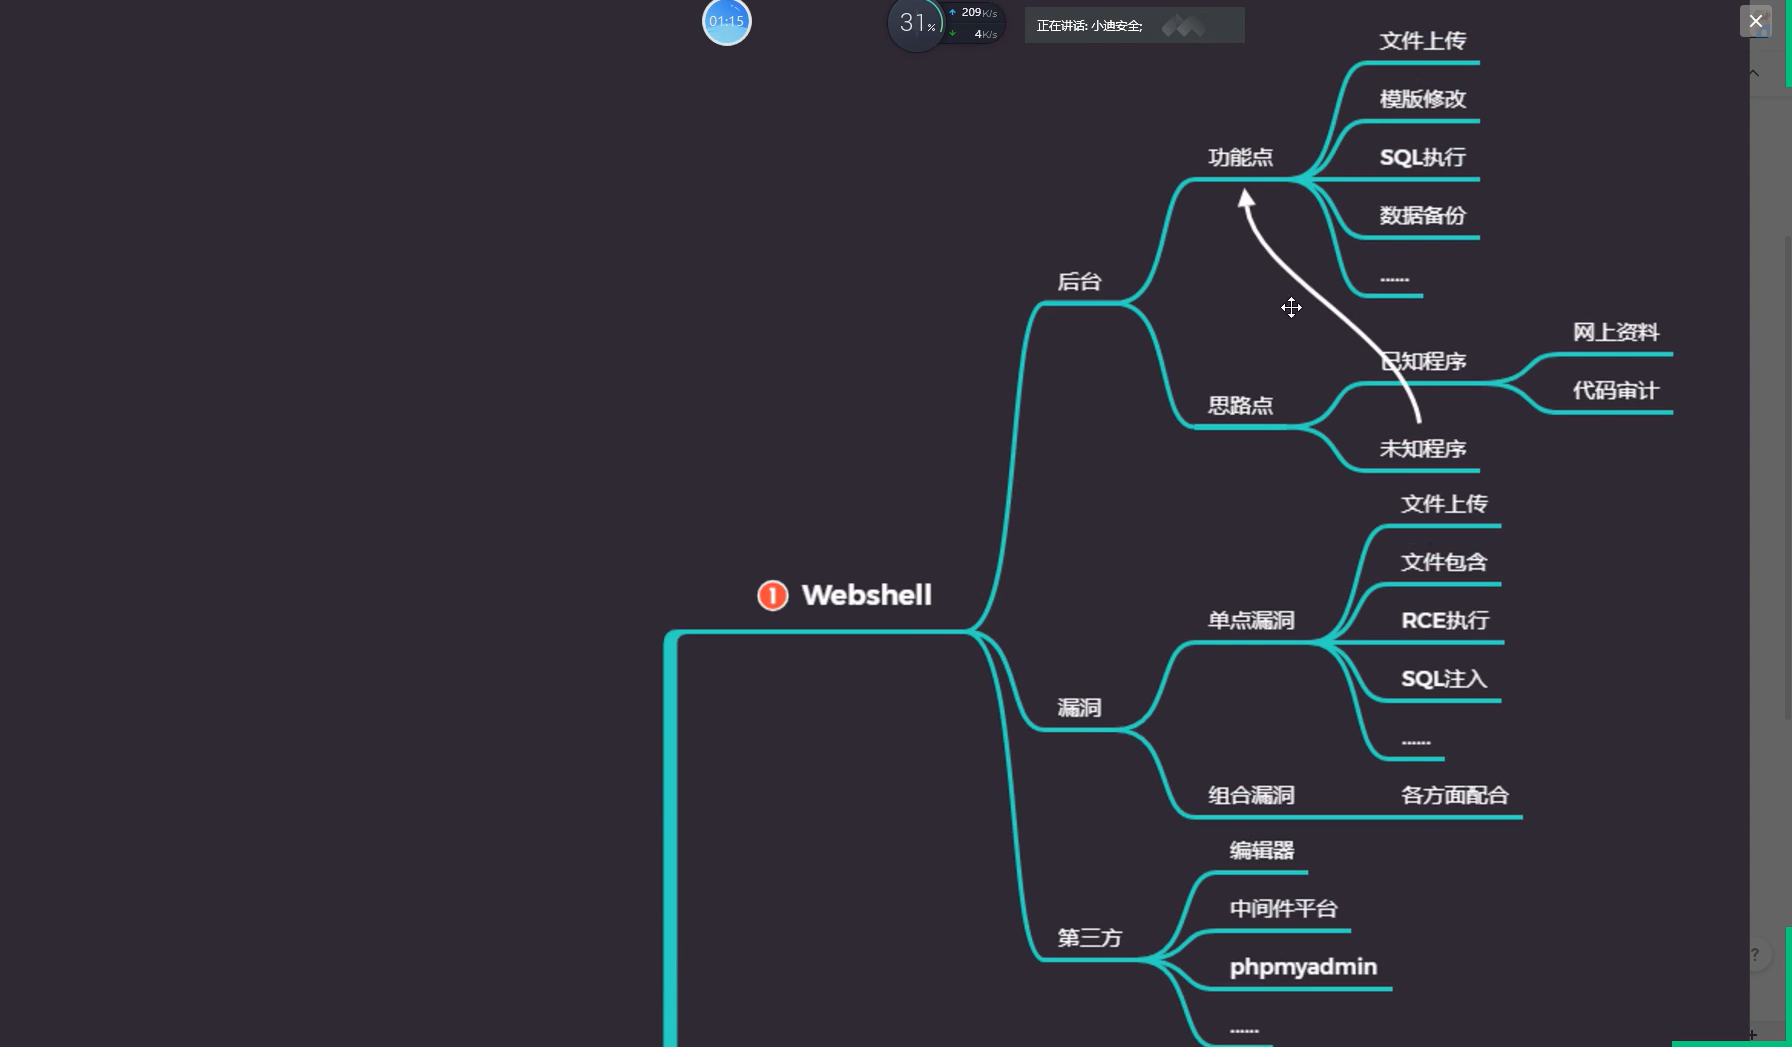 01:15
31%
209K/s
4K/s
正在讲话: 小迪安全;
文件上传
模版修改
功能点
SQL执行
数据备份
后台
······
网上资料
已知程序
代码审计
思路点
未知程序
文件上传
文件包含
1 Webshell
单点漏洞
RCE执行
SQL注入
漏洞
······
组合漏洞
各方面配合
编辑器
中间件平台
第三方
phpmyadmin
······
?